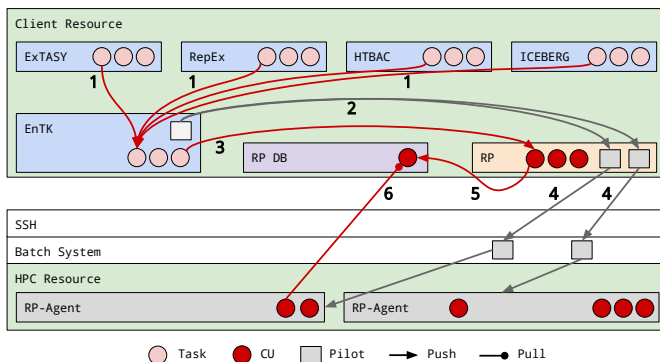 Client Resource
ExTASY
RepEx
HTBAC
ICEBERG
1
1
1
2
EnTK
3
RP DB
RP
6
5
4
4
SSH
Batch System
HPC Resource
RP-Agent
RP-Agent
Task
CU
Pilot
Push
Pull